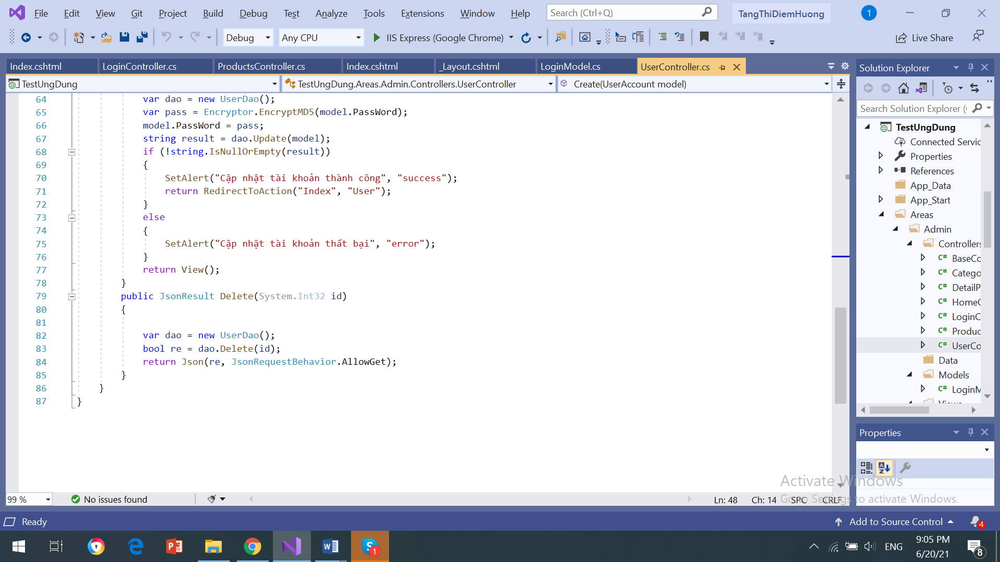 File Edit View Git Project Build Debug Test Analyze Tools Extensions Window Help Search (Ctrl+Q) TangThiDiemHuong 1
Debug Any CPU IIS Express (Google Chrome) Live Share
Index.cshtml LoginController.cs ProductsController.cs Index.cshtml _Layout.cshtml LoginModel.cs UserController.cs
TestUngDung TestUngDung.Areas.Admin.Controllers.UserController Create(UserAccount model)
64 var dao = new UserDao();
65 var pass = Encryptor.EncryptMD5(model.PassWord);
66 model.PassWord = pass;
67 string result = dao.Update(model);
68 if (!string.IsNullOrEmpty(result))
69 {
70 SetAlert("Cập nhật tài khoản thành công", "success");
71 return RedirectToAction("Index", "User");
72 }
73 else
74 {
75 SetAlert("Cập nhật tài khoản thất bại", "error");
76 }
77 return View();
78 }
79 public JsonResult Delete(System.Int32 id)
80 {
81
82 var dao = new UserDao();
83 bool re = dao.Delete(id);
84 return Json(re, JsonRequestBehavior.AllowGet);
85 }
86 }
87 }
99 % No issues found Ln: 48 Ch: 14 SPC CRLF
Solution Explorer
Search Solution Explorer (
TestUngDung
Connected Servic
Properties
References
App_Data
App_Start
Areas
Admin
Controllers
C# BaseCo
C# Catego
C# DetailP
C# HomeC
C# LoginC
C# Produc
C# UserCo
Data
Models
C# LoginM
Views
Properties
Activate Windows
Go to Settings to activate Windows.
Ready Add to Source Control 4
1 ENG 9:05 PM
6/20/21 8